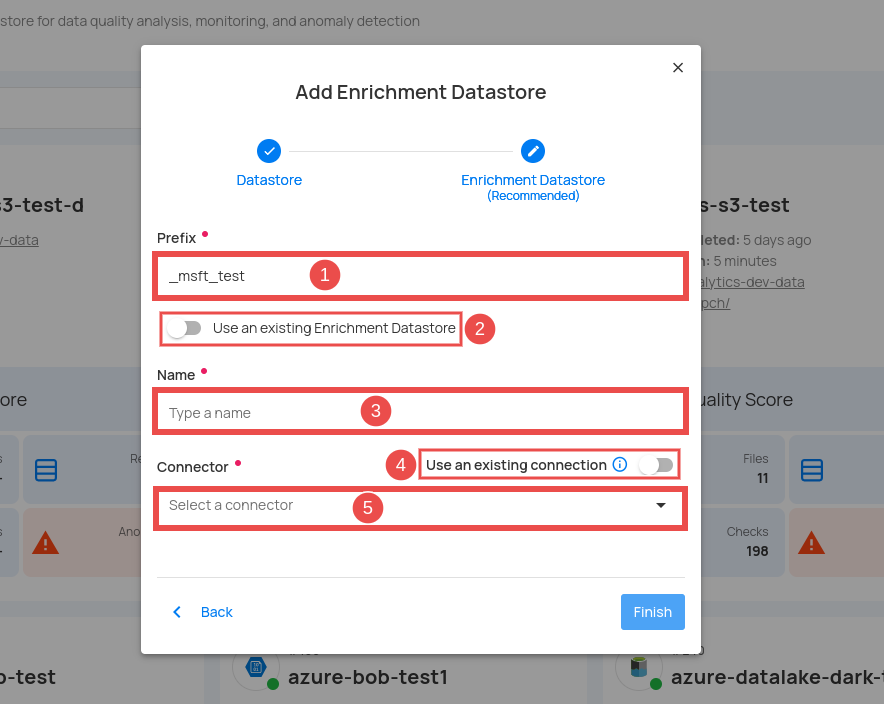 store for data quality analysis, monitoring, and anomaly detection
Add Enrichment Datastore
Datastore
Enrichment Datastore
(Recommended)
s3-test-d
s-s3-test
v-data
leted: 5 days ago
n: 5 minutes
alytics-dev-data
pch/
Prefix
_msft_test
1
Use an existing Enrichment Datastore
2
Name
ore
uality Score
Type a name
3
Connector
4
Use an existing connection
Select a connector
5
Re
Files
11
Ano
Checks
198
Back
Finish
o-test
azure-bob-test1
azure-datalake-dark-t